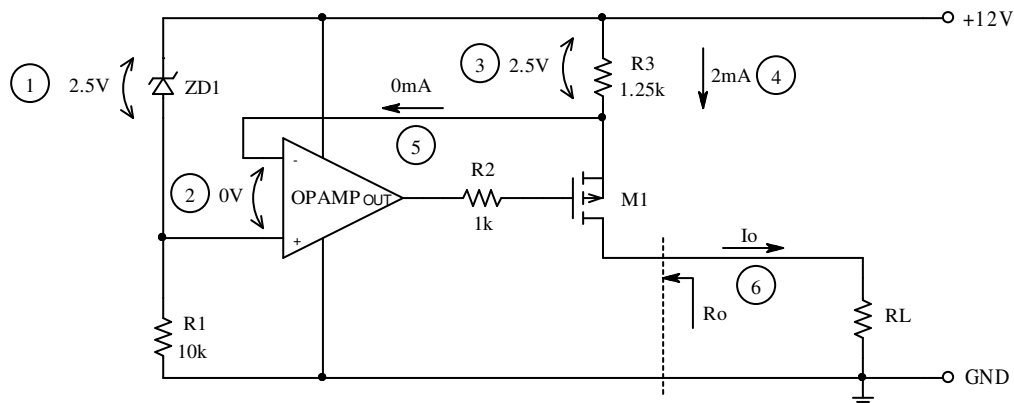 +12V
1
2.5V
ZD1
3
2.5V
R3
1.25k
2mA
4
0mA
5
-
2
0V
OPAMP
OUT
+
R2
1k
M1
Io
6
Ro
RL
R1
10k
GND